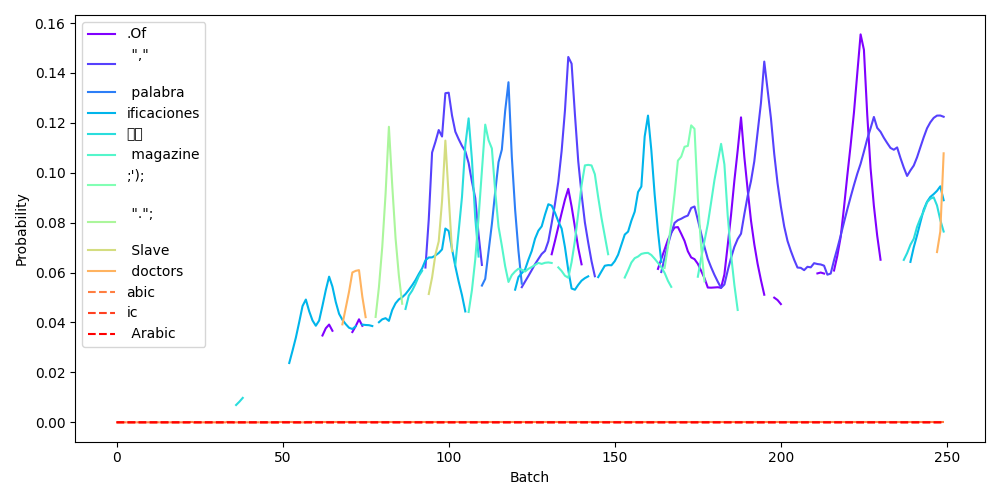 0.16
0.14
0.12
0.10
0.08
0.06
0.04
0.02
0.00
Probability
0
50
100
150
200
250
Batch
.Of
","
palabra
ificaciones
magazine
;');
".";
Slave
doctors
abic
ic
Arabic